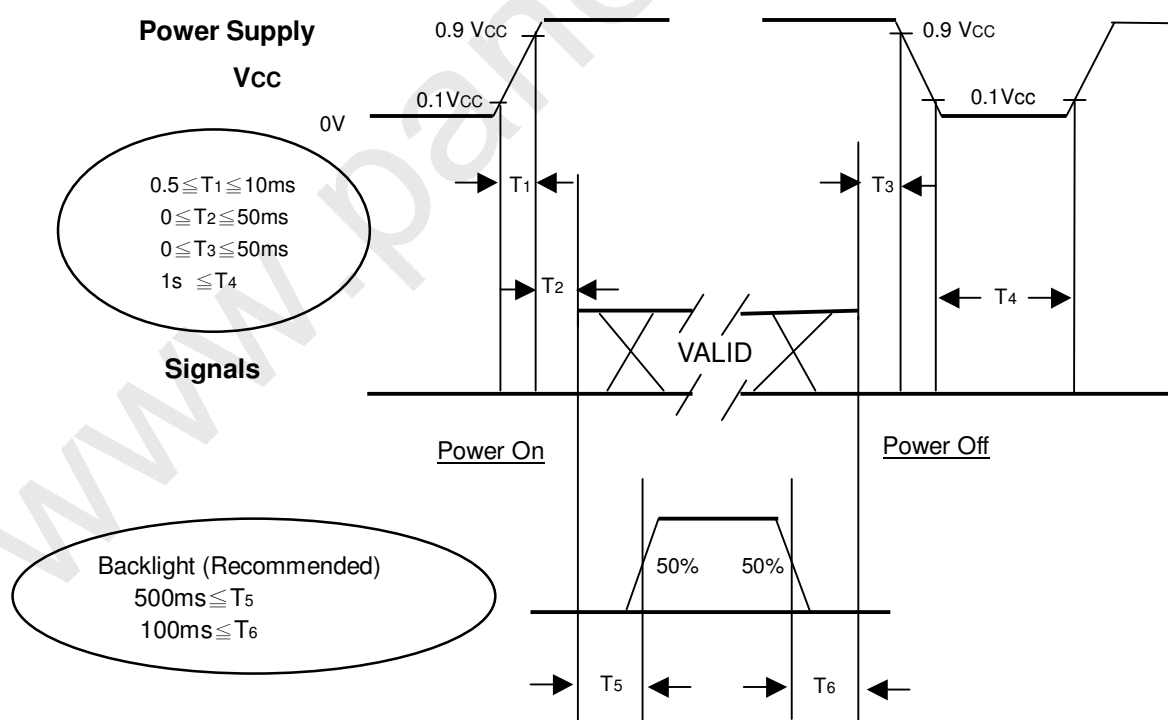 Power Supply
Vcc
0.9 Vcc
0.1Vcc
0V
0.9 Vcc
0.1Vcc
0.5≦T1≦10ms
0≦T2≦50ms
0≦T3≦50ms
1s ≦T4
T1
T2
T3
T4
VALID
Signals
Power On
Power Off
Backlight (Recommended)
500ms≦T5
100ms≦T6
50%
50%
T5
T6
www.pan